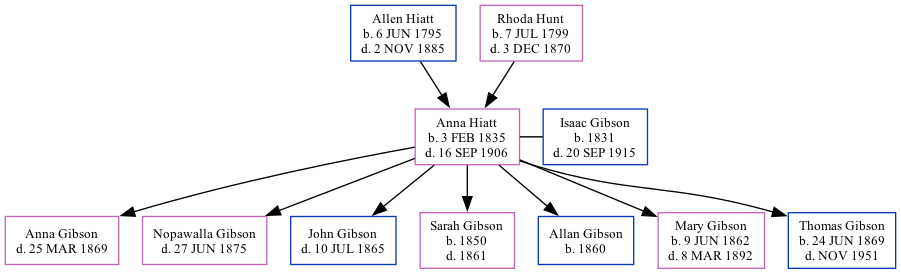 Allen Hiatt
b. 6 JUN 1795
d. 2 NOV 1885
Rhoda Hunt
b. 7 JUL 1799
d. 3 DEC 1870
Anna Hiatt
b. 3 FEB 1835
d. 16 SEP 1906
Isaac Gibson
b. 1831
d. 20 SEP 1915
Anna Gibson
d. 25 MAR 1869
Nopawalla Gibson
d. 27 JUN 1875
John Gibson
d. 10 JUL 1865
Sarah Gibson
b. 1850
d. 1861
Allan Gibson
b. 1860
Mary Gibson
b. 9 JUN 1862
d. 8 MAR 1892
Thomas Gibson
b. 24 JUN 1869
d. NOV 1951